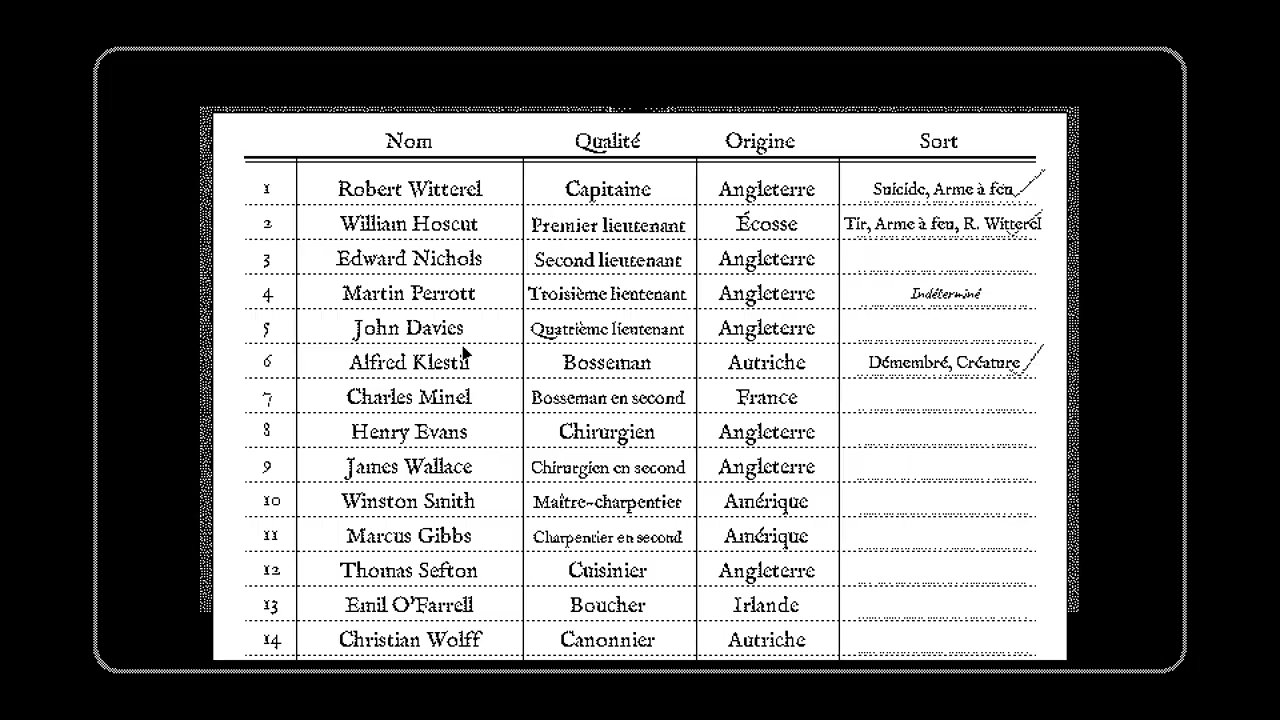 Nom Qualité Origine Sort
1 Robert Witterel Capitaine Angleterre Suicide, Arme à feu
2 William Hoscut Premier lieutenant Écosse Tir, Arme à feu, R. Witterel
3 Edward Nichols Second lieutenant Angleterre
4 Martin Perrott Troisième lieutenant Angleterre Indéterminé
5 John Davies Quatrième lieutenant Angleterre
6 Alfred Klestil Bosseman Autriche Démembré, Créature
7 Charles Minel Bosseman en second France
8 Henry Evans Chirurgien Angleterre
9 James Wallace Chirurgien en second Angleterre
10 Winston Smith Maître-charpentier Amérique
11 Marcus Gibbs Charpentier en second Amérique
12 Thomas Sefton Cuisinier Angleterre
13 Emil O'Farrell Boucher Irlande
14 Christian Wolff Canonnier Autriche